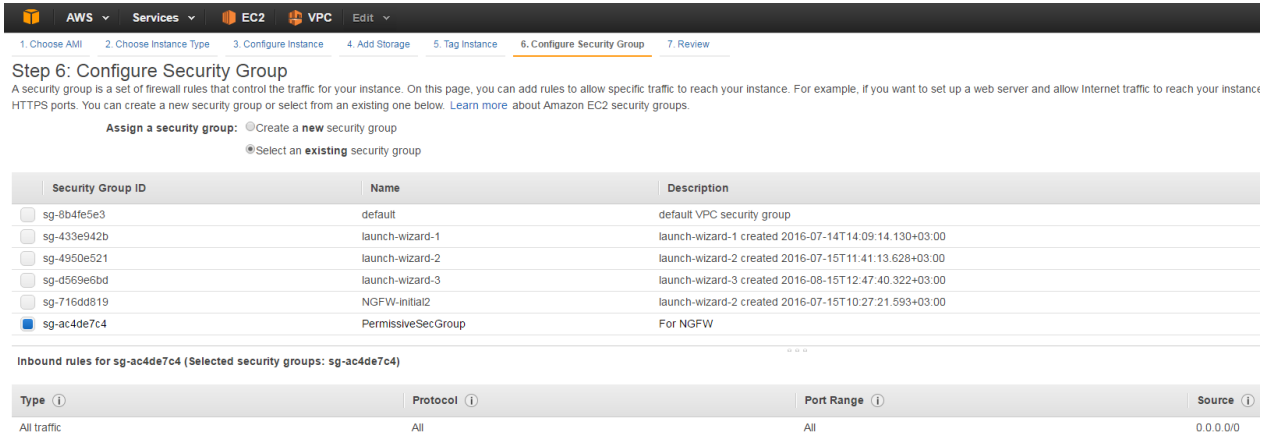 AWS Services EC2 VPC Edit
1. Choose AMI 2. Choose Instance Type 3. Configure Instance 4. Add Storage 5. Tag Instance 6. Configure Security Group 7. Review
Step 6: Configure Security Group
A security group is a set of firewall rules that control the traffic for your instance. On this page, you can add rules to allow specific traffic to reach your instance. For example, if you want to set up a web server and allow Internet traffic to reach your instance
HTTPS ports. You can create a new security group or select from an existing one below. Learn more about Amazon EC2 security groups.
Assign a security group: Create a new security group
Select an existing security group
Security Group ID Name Description
sg-8b4fe5e3 default default VPC security group
sg-433e942b launch-wizard-1 launch-wizard-1 created 2016-07-14T14:09:14.130+03:00
sg-4950e521 launch-wizard-2 launch-wizard-2 created 2016-07-15T11:41:13.628+03:00
sg-d569e6bd launch-wizard-3 launch-wizard-3 created 2016-08-15T12:47:40.322+03:00
sg-716dd819 NGFW-initial2 launch-wizard-2 created 2016-07-15T10:27:21.593+03:00
sg-ac4de7c4 PermissiveSecGroup For NGFW
Inbound rules for sg-ac4de7c4 (Selected security groups: sg-ac4de7c4)
Type i Protocol i Port Range i Source i
All traffic All All 0.0.0.0/0